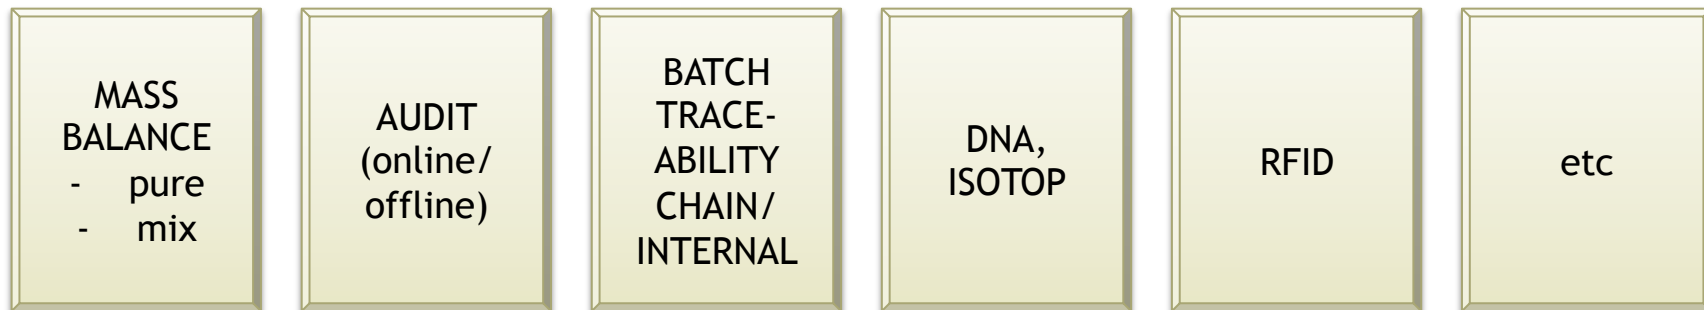 MASS
BALANCE
- pure
- mix
AUDIT
(online/
offline)
BATCH
TRACE-
ABILITY
CHAIN/
INTERNAL
DNA,
ISOTOP
RFID
etc